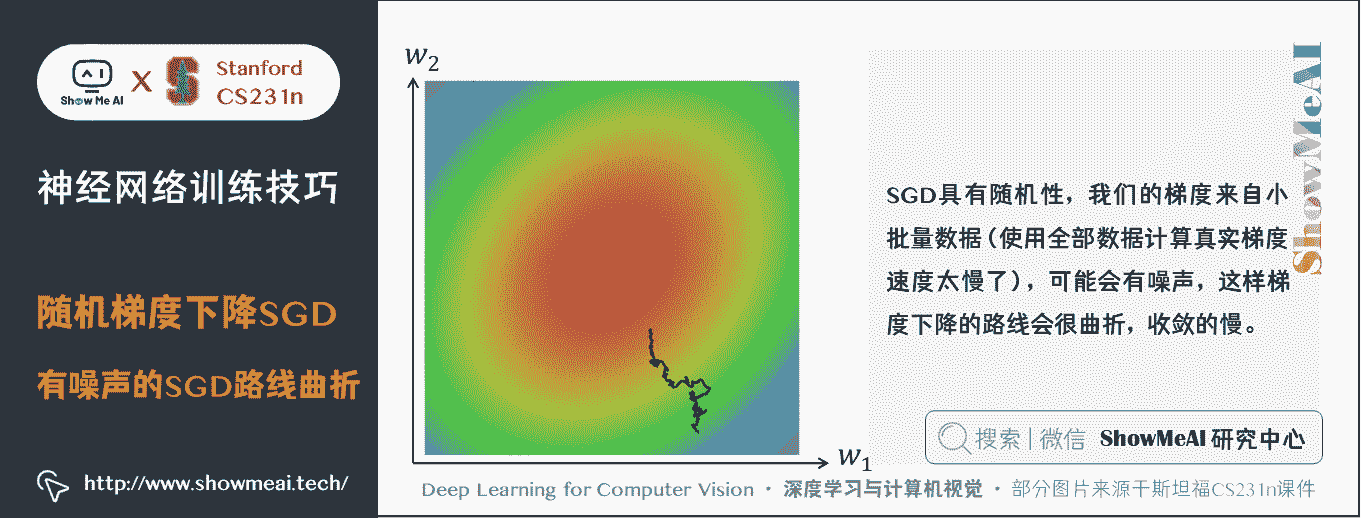 Show Me AI
X
Stanford
CS231n
神经网络训练技巧
随机梯度下降SGD
有噪声的SGD路线曲折
http://www.showmeai.tech/
w2
w1
SGD具有随机性，我们的梯度来自小
批量数据(使用全部数据计算真实梯度
速度太慢了)，可能会有噪声，这样梯
度下降的路线会很曲折，收敛的慢。
ShowMeAI
搜索 | 微信 ShowMeAI 研究中心
Deep Learning for Computer Vision · 深度学习与计算机视觉 · 部分图片来源于斯坦福CS231n课件